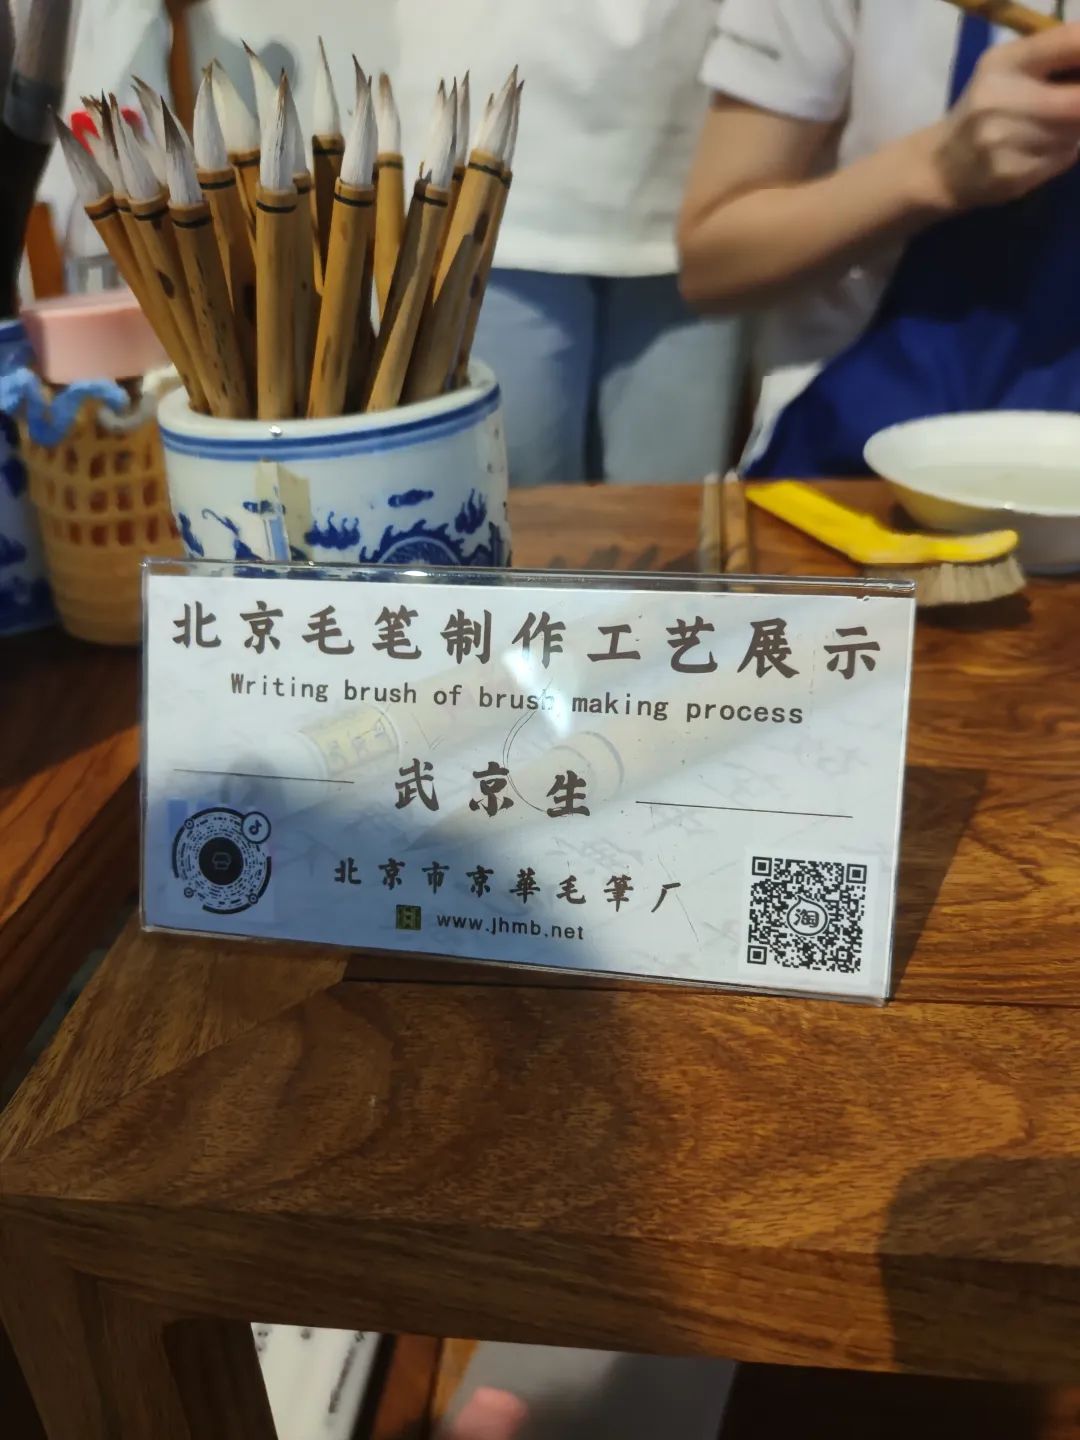 北京毛笔制作工艺展示
Writing brush of brush making process
武京生
北京市京華毛筆厂
www.jhmb.net
淘